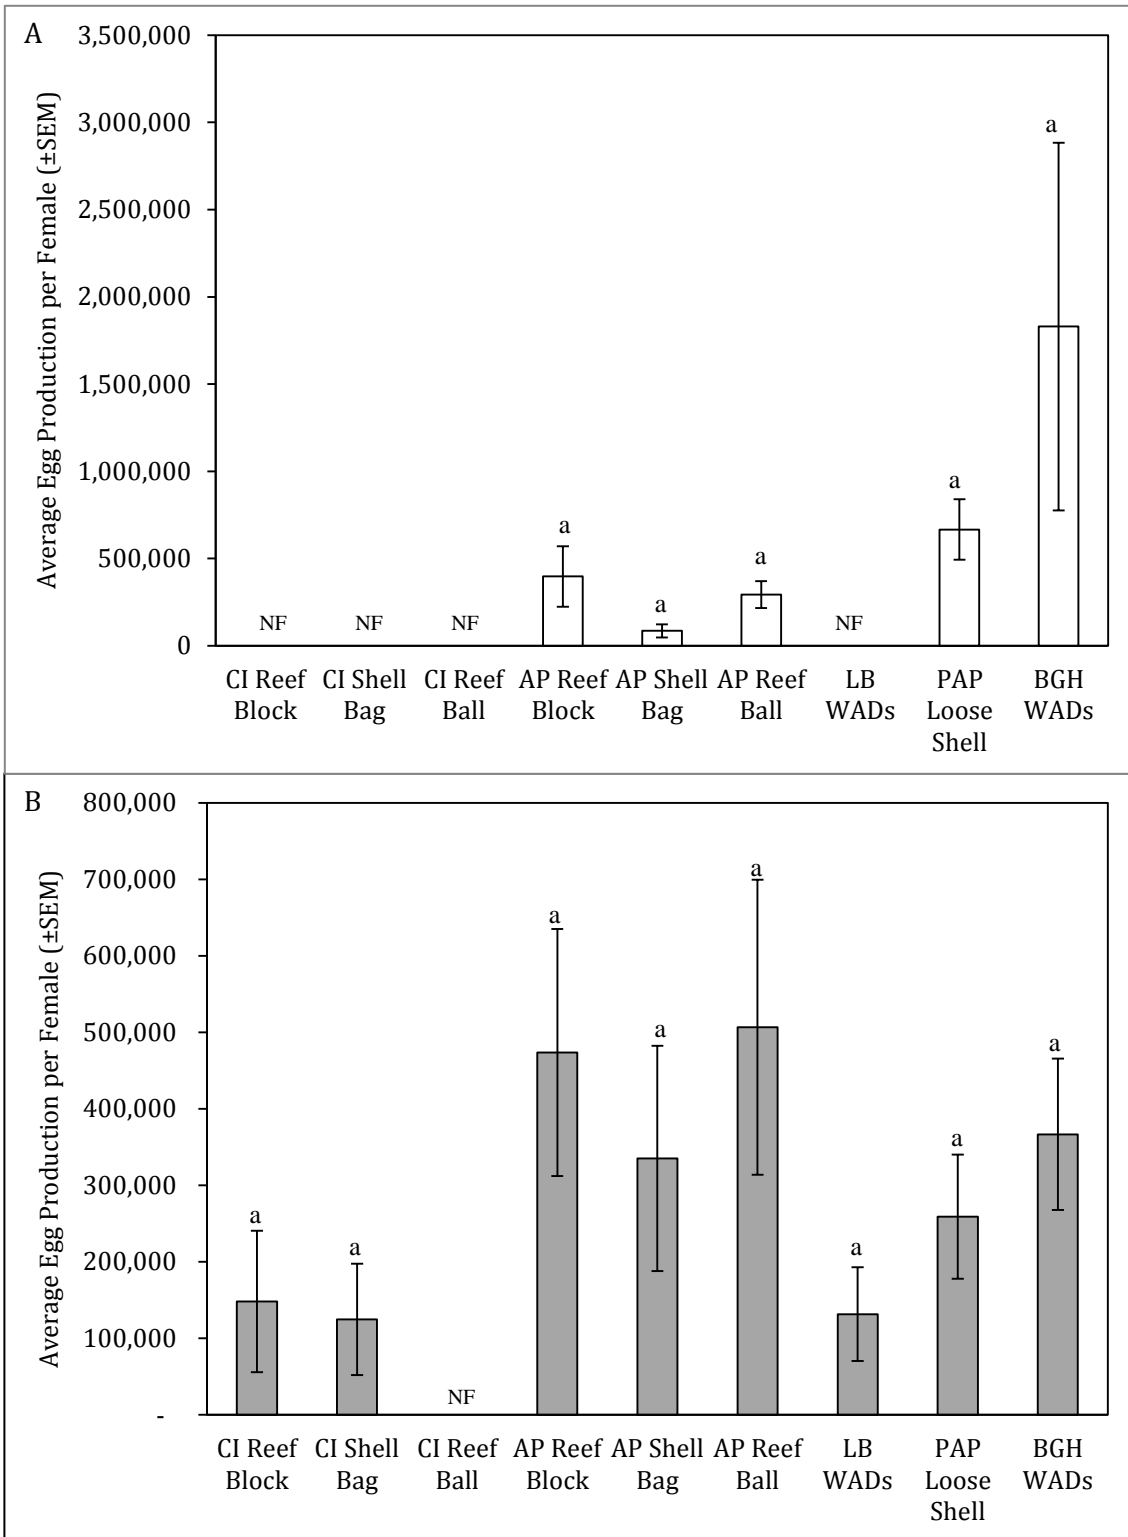 A
Average Egg Production per Female (±SEM)
3,500,000
3,000,000
2,500,000
2,000,000
1,500,000
1,000,000
500,000
0
NF
NF
NF
a
a
a
NF
a
a
CI Reef Block
CI Shell Bag
CI Reef Ball
AP Reef Block
AP Shell Bag
AP Reef Ball
LB WADs
PAP Loose Shell
BGH WADs
B
Average Egg Production per Female (±SEM)
800,000
700,000
600,000
500,000
400,000
300,000
200,000
100,000
-
a
a
NF
a
a
a
a
a
a
CI Reef Block
CI Shell Bag
CI Reef Ball
AP Reef Block
AP Shell Bag
AP Reef Ball
LB WADs
PAP Loose Shell
BGH WADs